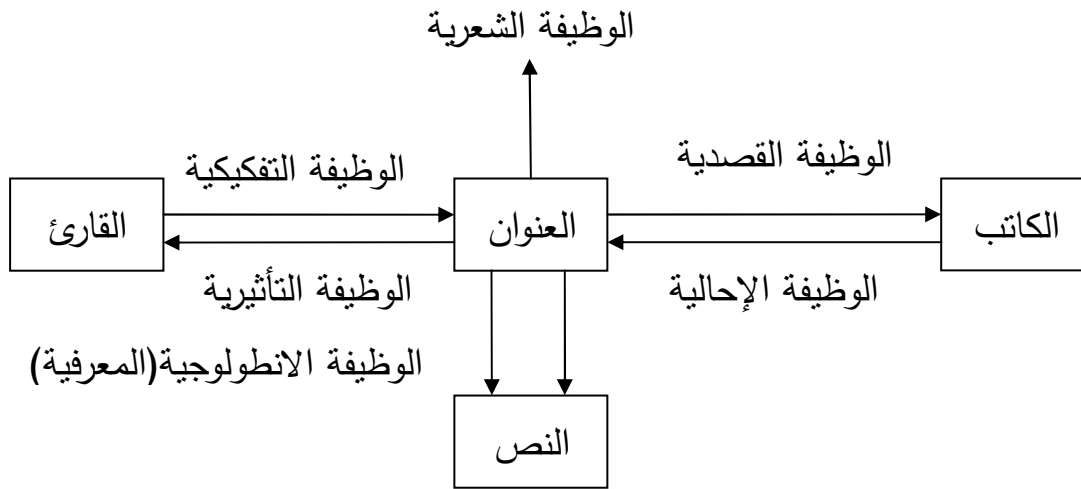 الوظيفة الشعرية
الوظيفة القصدية
الوظيفة التفكيكية
الكاتب
العنوان
القارئ
الوظيفة الإحالية
الوظيفة التأثيرية
الوظيفة الانطولوجية(المعرفية)
النص